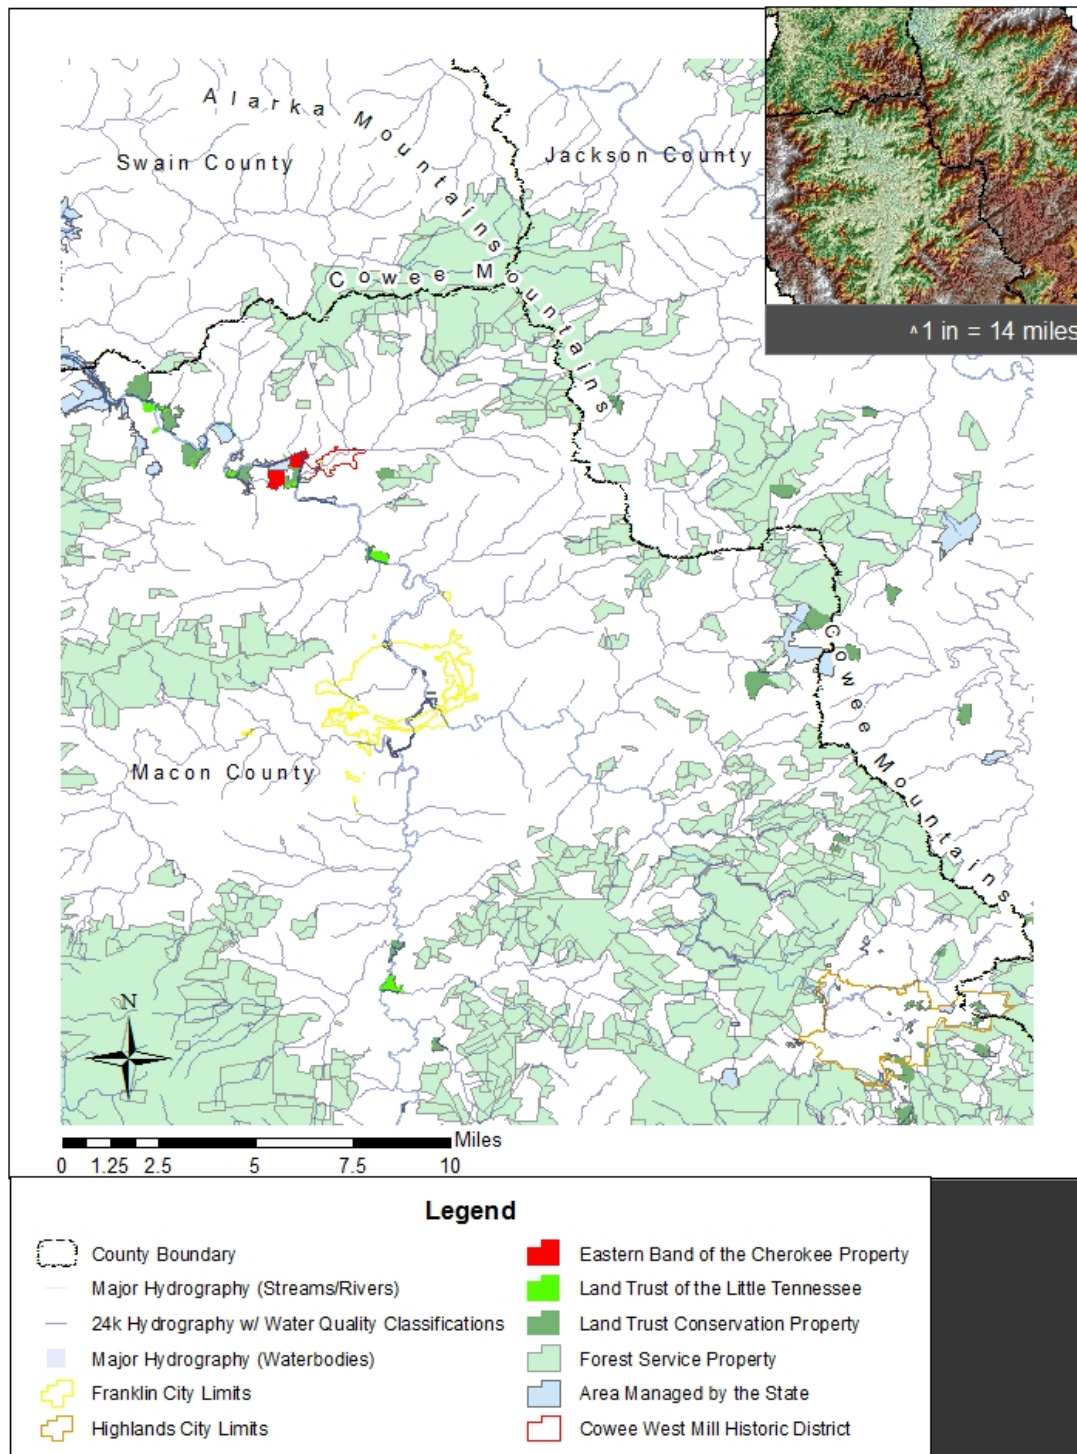 Alarka Mountains
Swain County
Jackson County
Cowee Mountains
^1 in = 14 miles
Cowee Mountains
Macon County
N
Miles
0 1.25 2.5 5 7.5 10
Legend
County Boundary
Major Hydrography (Streams/Rivers)
24k Hydrography w/ Water Quality Classifications
Major Hydrography (Waterbodies)
Franklin City Limits
Highlands City Limits
Eastern Band of the Cherokee Property
Land Trust of the Little Tennessee
Land Trust Conservation Property
Forest Service Property
Area Managed by the State
Cowee West Mill Historic District